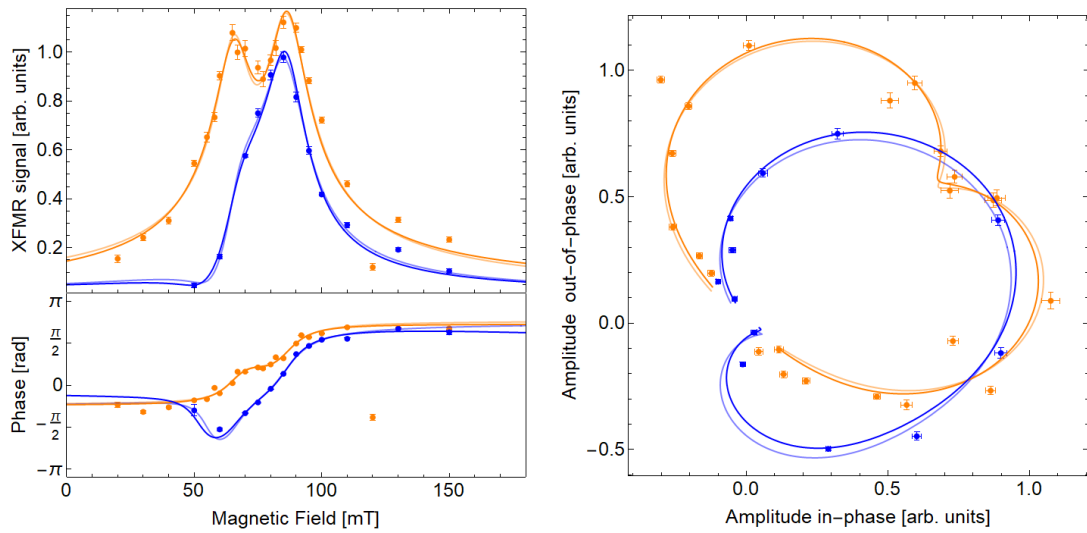 XFMR signal [arb. units]
1.0
0.8
0.6
0.4
0.2
Phase [rad]
π
π
2
0
−π
2
−π
0
50
100
150
Magnetic Field [mT]
Amplitude out−of−phase [arb. units]
1.0
0.5
0.0
−0.5
0.0
0.5
1.0
Amplitude in−phase [arb. units]